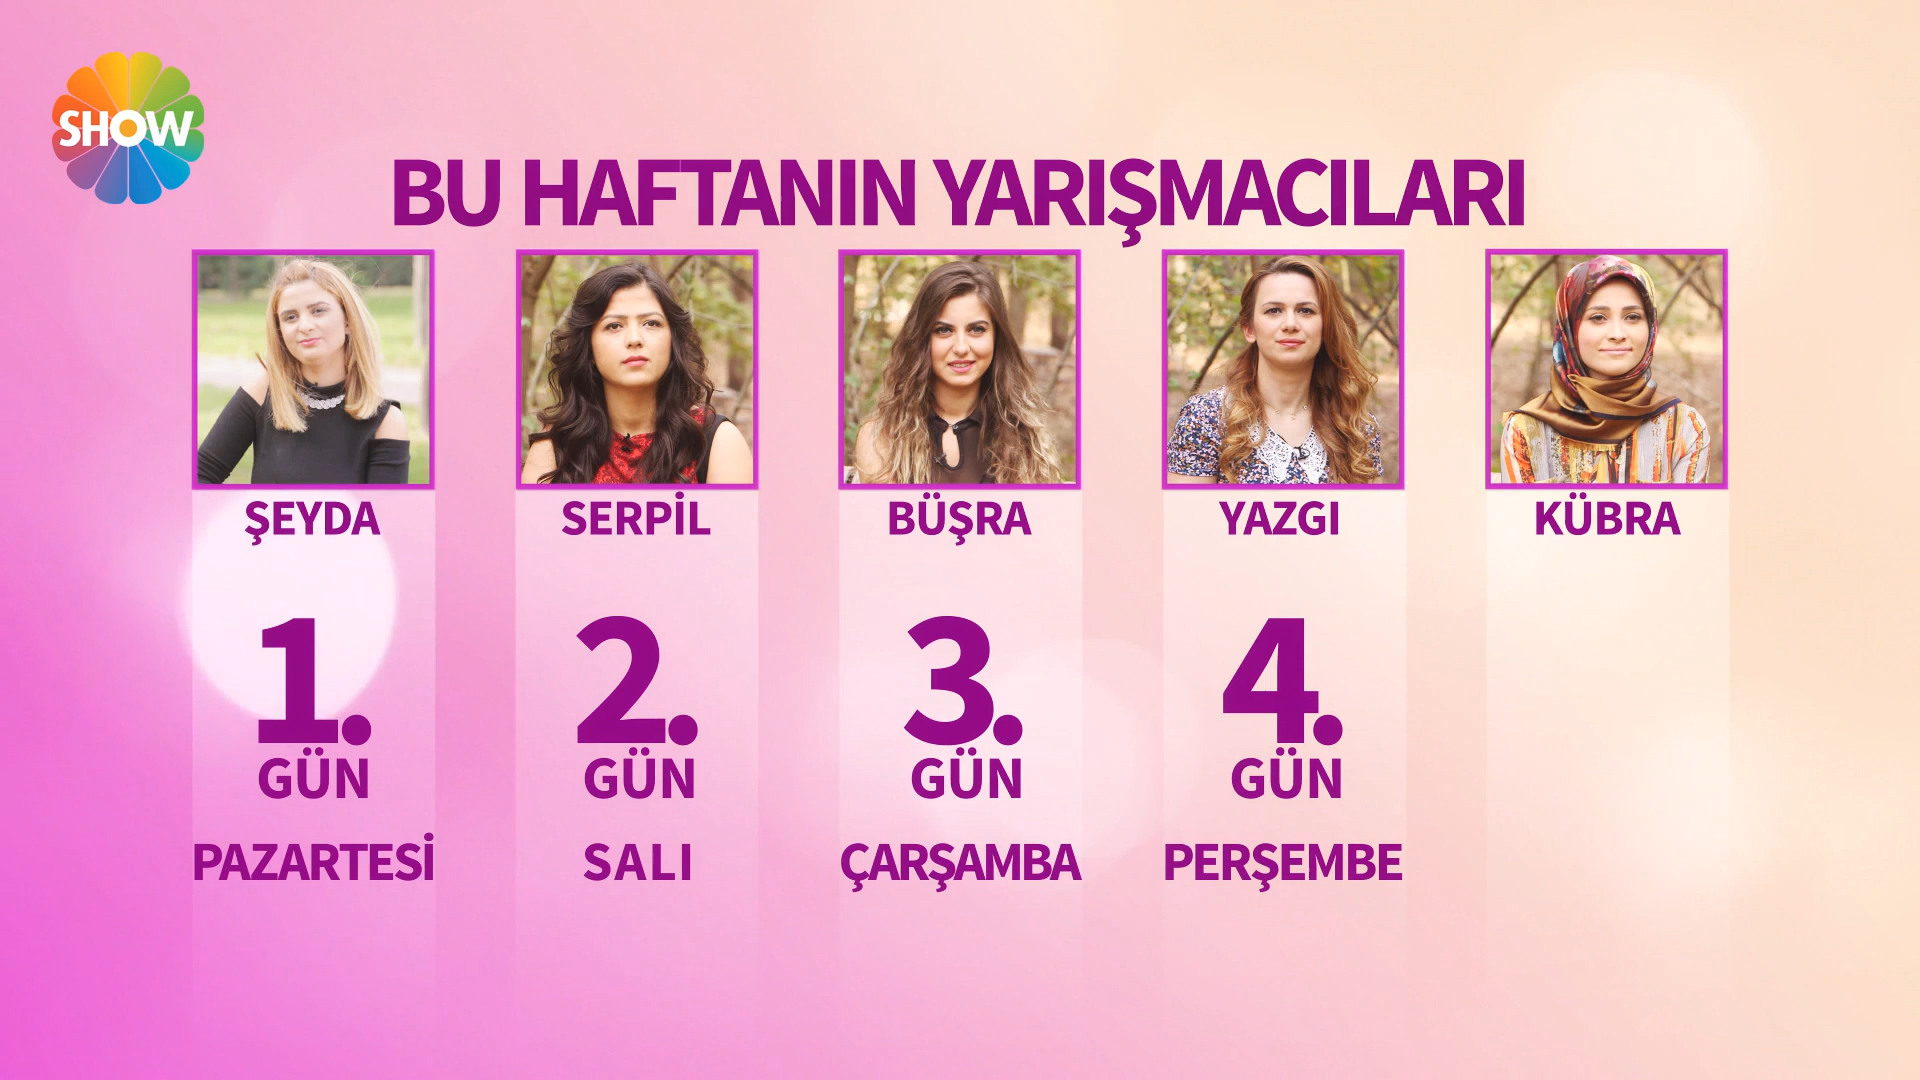 SHOW
BU HAFTANIN YARIŞMACILARI
ŞEYDA
SERPİL
BÜŞRA
YAZGI
KÜBRA
1.
GÜN
PAZARTESİ
2.
GÜN
SALI
3.
GÜN
ÇARŞAMBA
4.
GÜN
PERŞEMBE